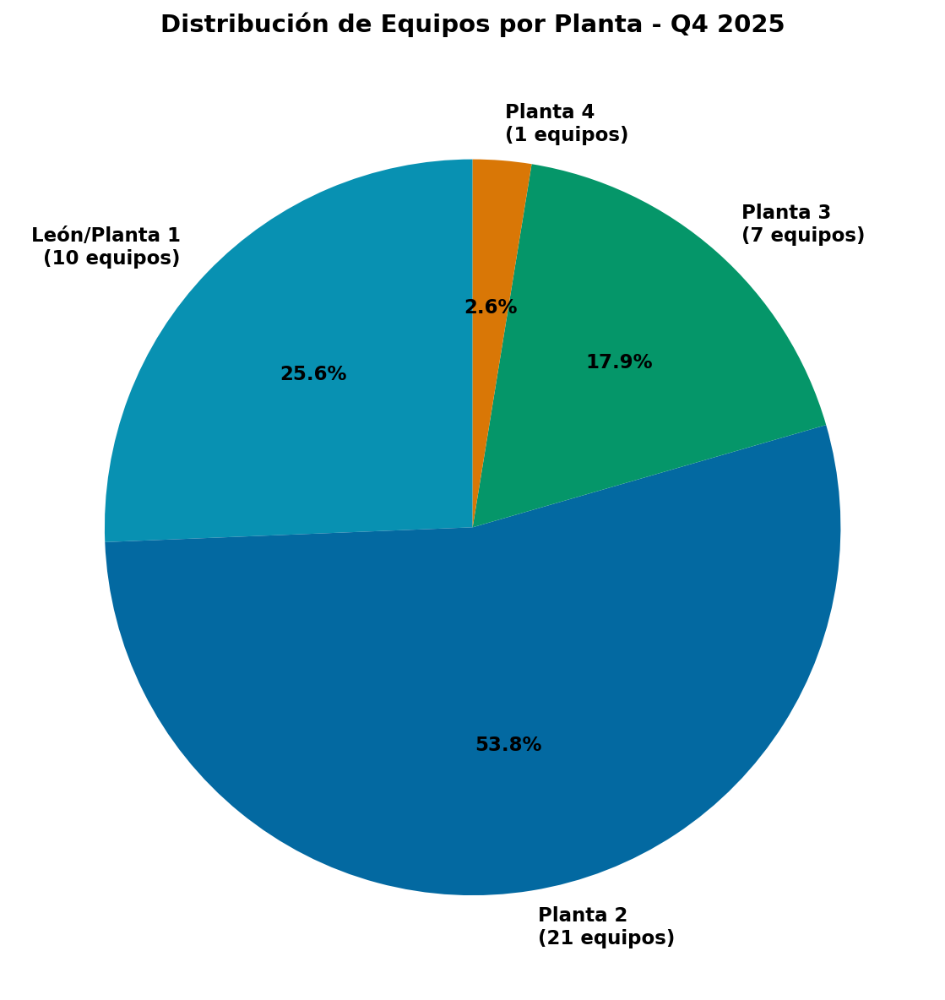 Distribución de Equipos por Planta - Q4 2025
Planta 4
(1 equipos)
Planta 3
(7 equipos)
León/Planta 1
(10 equipos)
2.6%
17.9%
25.6%
53.8%
Planta 2
(21 equipos)